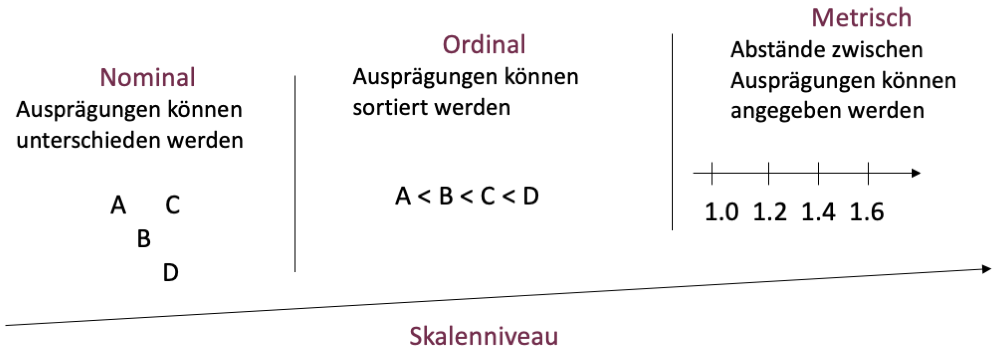 Nominal
Ausprägungen können
unterschieden werden
A C
B
D
Ordinal
Ausprägungen können
sortiert werden
A < B < C < D
Metrisch
Abstände zwischen
Ausprägungen können
angegeben werden
1.0 1.2 1.4 1.6
Skalenniveau